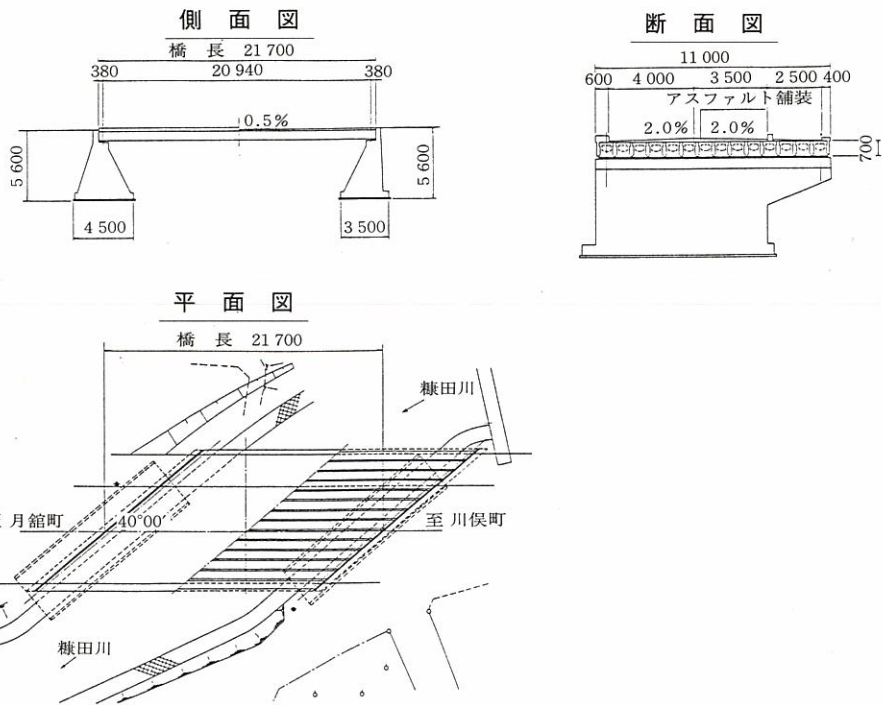 側面図
橋長 21 700
380 20 940 380
0.5%
5 600
5 600
4 500
3 500
断面図
11 000
600 4 000 3 500 2 500 400
アスファルト舗装
2.0% 2.0%
700
平面図
橋長 21 700
糠田川
至 月舘町
40°00′
至 川俣町
糠田川